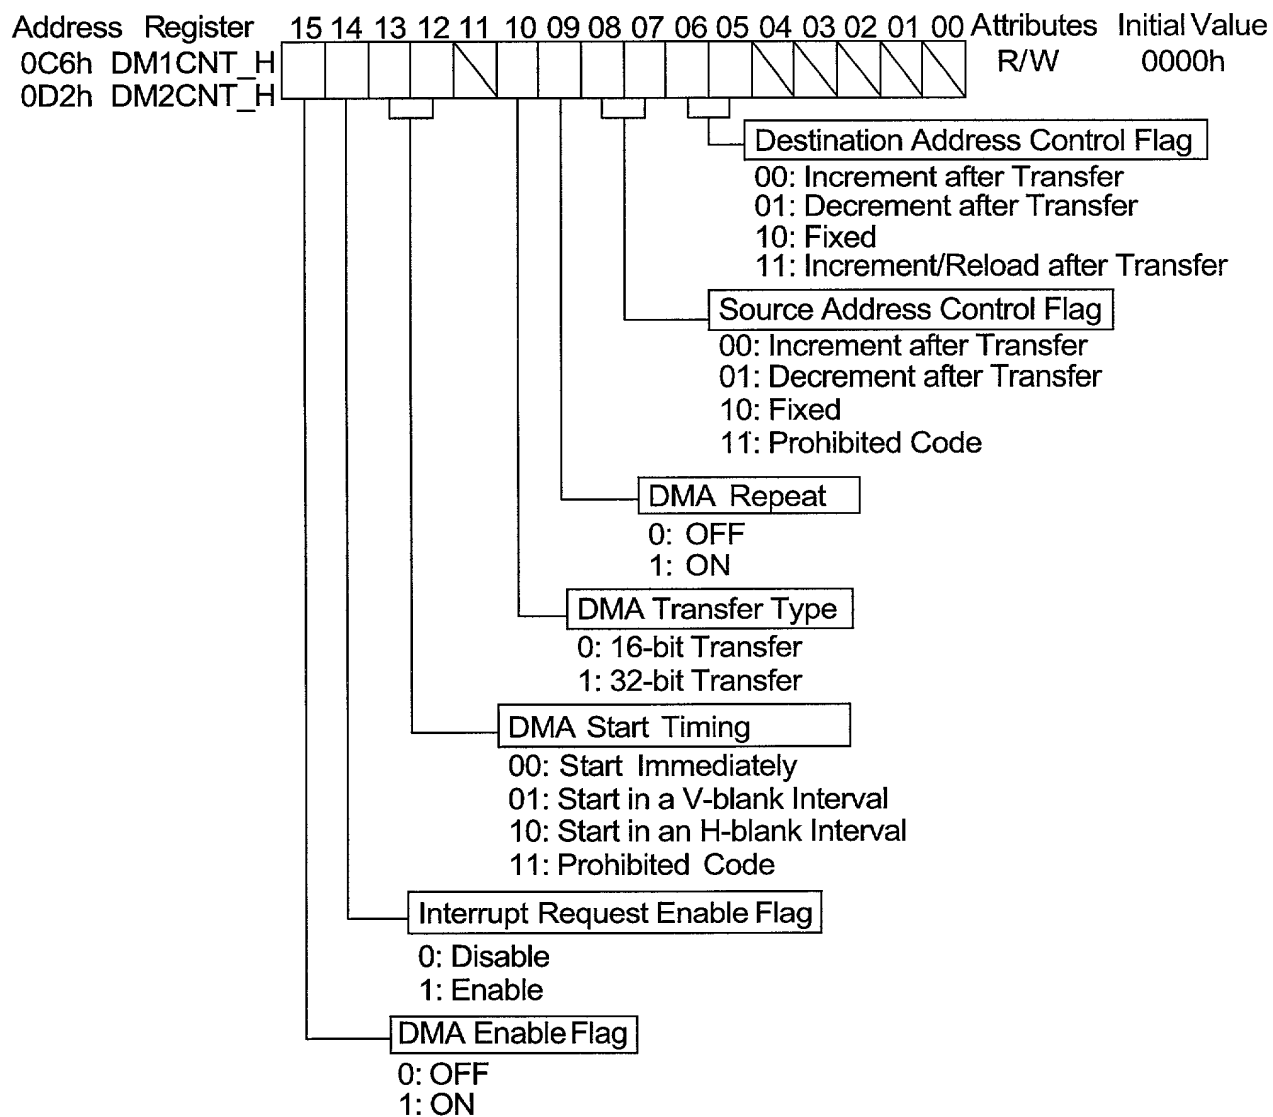 Address Register 15 14 13 12 11 10 09 08 07 06 05 04 03 02 01 00 Attributes Initial Value
0C6h DM1CNT_H R/W 0000h
0D2h DM2CNT_H
Destination Address Control Flag
00: Increment after Transfer
01: Decrement after Transfer
10: Fixed
11: Increment/Reload after Transfer
Source Address Control Flag
00: Increment after Transfer
01: Decrement after Transfer
10: Fixed
11: Prohibited Code
DMA Repeat
0: OFF
1: ON
DMA Transfer Type
0: 16-bit Transfer
1: 32-bit Transfer
DMA Start Timing
00: Start Immediately
01: Start in a V-blank Interval
10: Start in an H-blank Interval
11: Prohibited Code
Interrupt Request Enable Flag
0: Disable
1: Enable
DMA Enable Flag
0: OFF
1: ON